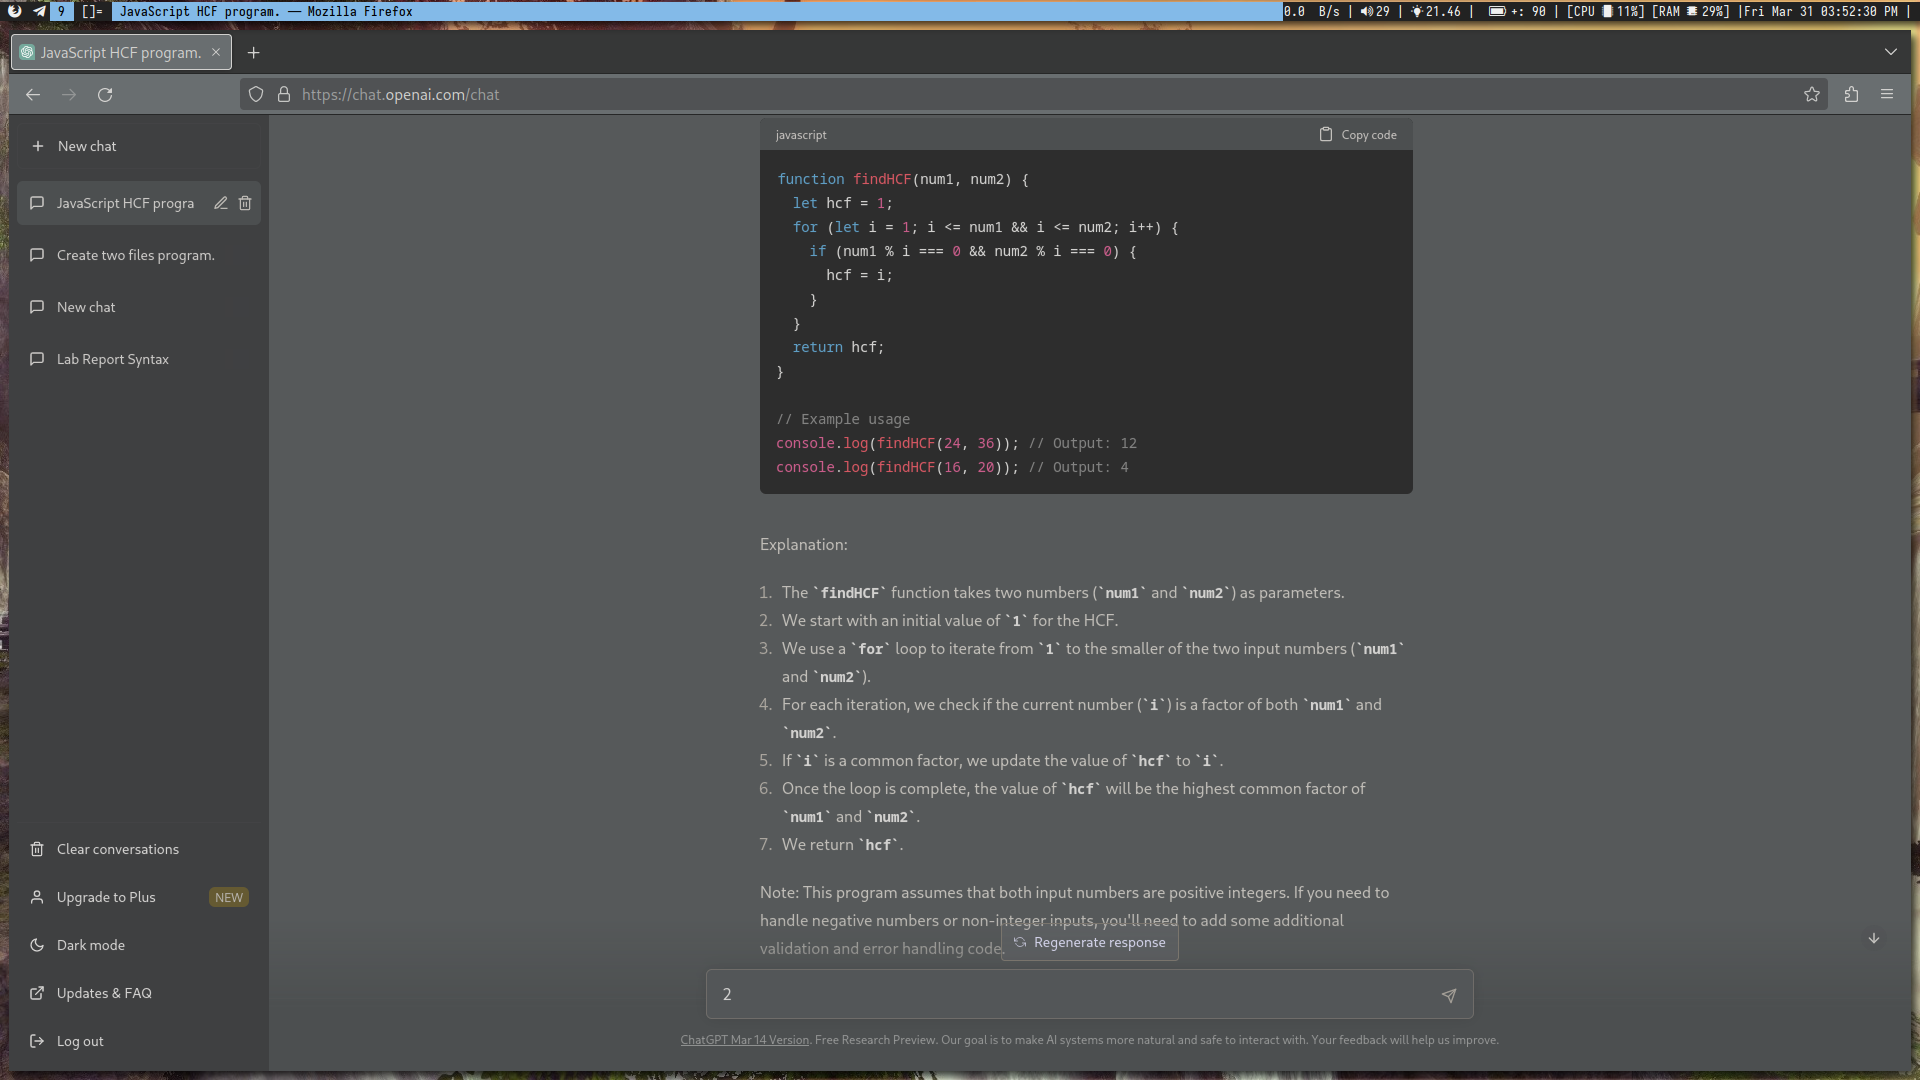 9 []= JavaScript HCF program. — Mozilla Firefox 0.0 B/s | 29 | 21.46 | +: 90 | [CPU 11%] [RAM 29%] |Fri Mar 31 03:52:30 PM |
JavaScript HCF program.
https://chat.openai.com/chat
New chat
JavaScript HCF progra
Create two files program.
New chat
Lab Report Syntax
Clear conversations
Upgrade to Plus NEW
Dark mode
Updates & FAQ
Log out
javascript Copy code
function findHCF(num1, num2) {
let hcf = 1;
for (let i = 1; i <= num1 && i <= num2; i++) {
if (num1 % i === 0 && num2 % i === 0) {
hcf = i;
}
}
return hcf;
}
// Example usage
console.log(findHCF(24, 36)); // Output: 12
console.log(findHCF(16, 20)); // Output: 4
Explanation:
1. The `findHCF` function takes two numbers (`num1` and `num2`) as parameters.
2. We start with an initial value of `1` for the HCF.
3. We use a `for` loop to iterate from `1` to the smaller of the two input numbers (`num1`
and `num2`).
4. For each iteration, we check if the current number (`i`) is a factor of both `num1` and
`num2`.
5. If `i` is a common factor, we update the value of `hcf` to `i`.
6. Once the loop is complete, the value of `hcf` will be the highest common factor of
`num1` and `num2`.
7. We return `hcf`.
Note: This program assumes that both input numbers are positive integers. If you need to
handle negative numbers or non-integer inputs, you'll need to add some additional
validation and error handling code.
Regenerate response
2
ChatGPT Mar 14 Version. Free Research Preview. Our goal is to make AI systems more natural and safe to interact with. Your feedback will help us improve.